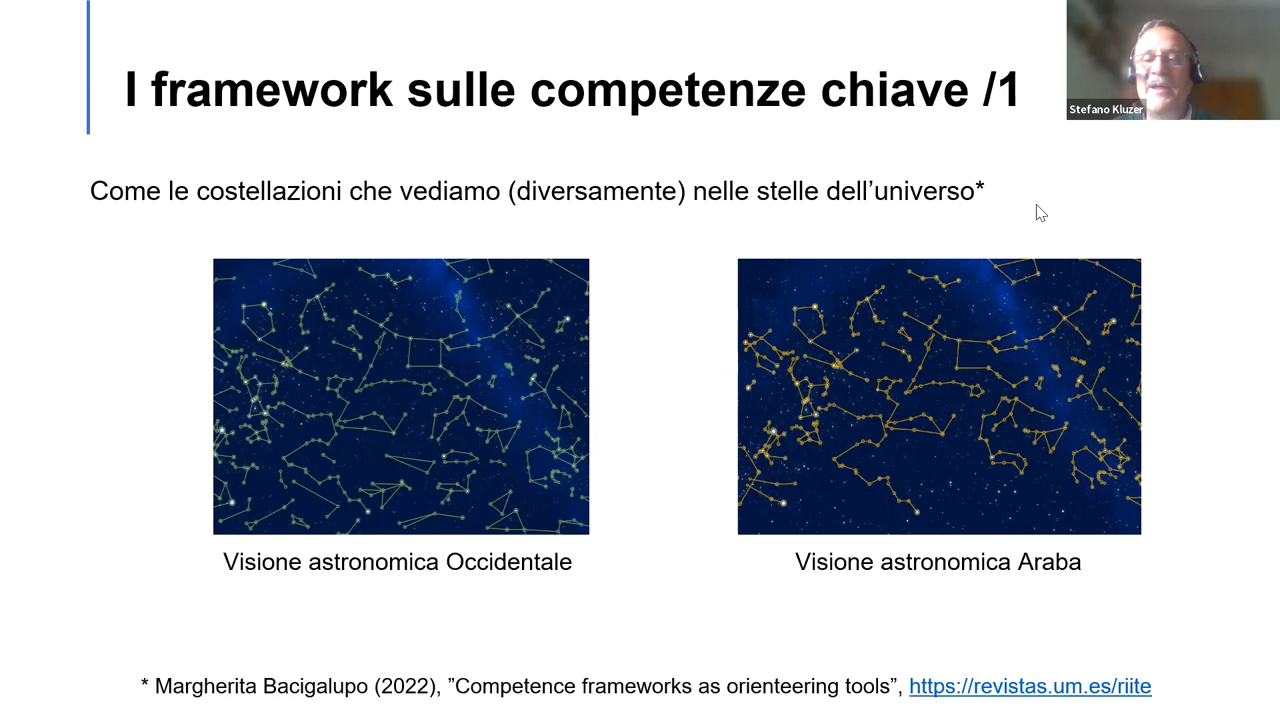 I framework sulle competenze chiave /1
Stefano Kluzer
Come le costellazioni che vediamo (diversamente) nelle stelle dell’universo*
Visione astronomica Occidentale
Visione astronomica Araba
* Margherita Bacigalupo (2022), ”Competence frameworks as orienteering tools”, https://revistas.um.es/riite